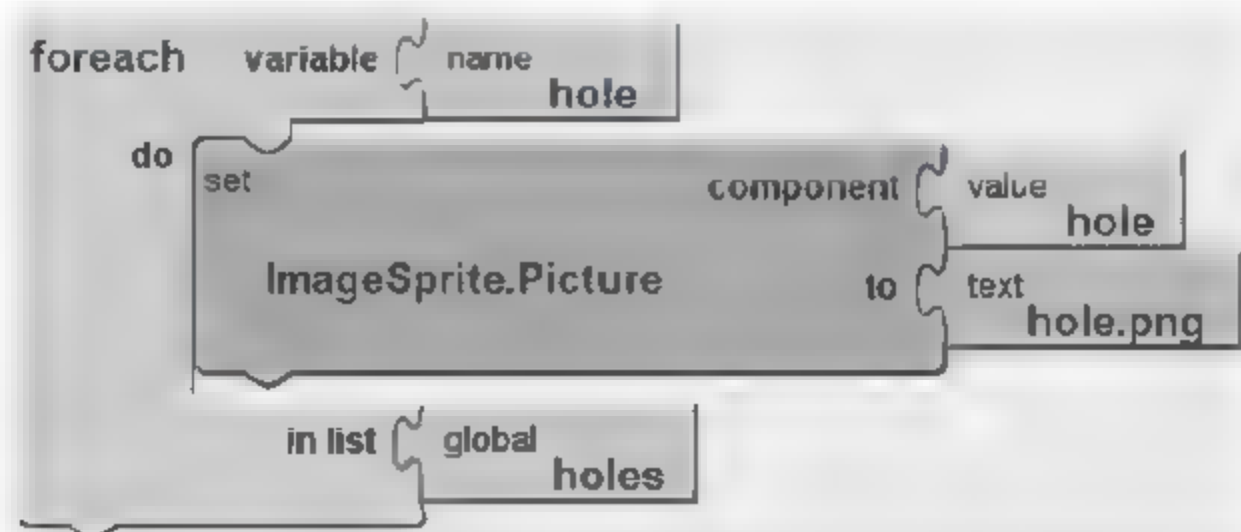 foreach variable name
hole
do
set component value
hole
ImageSprite.Picture to text
hole.png
in list global
holes